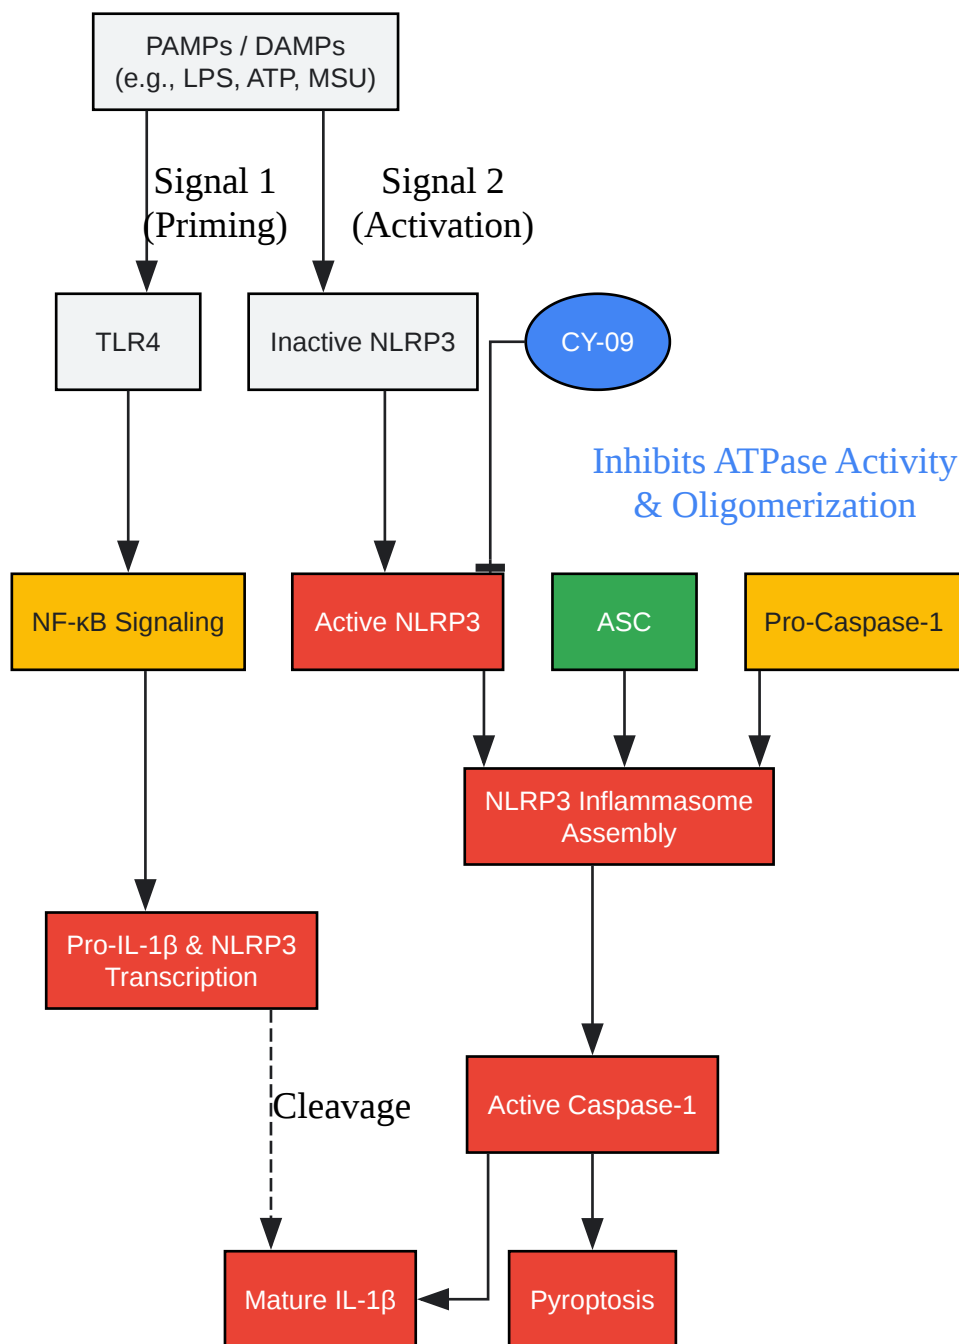 PAMPs / DAMPs
(e.g., LPS, ATP, MSU)
Signal 1
(Priming)
Signal 2
(Activation)
TLR4
Inactive NLRP3
CY-09
Inhibits ATPase Activity
& Oligomerization
NF-κB Signaling
Active NLRP3
ASC
Pro-Caspase-1
NLRP3 Inflammasome
Assembly
Pro-IL-1β & NLRP3
Transcription
Cleavage
Active Caspase-1
Mature IL-1β
Pyroptosis